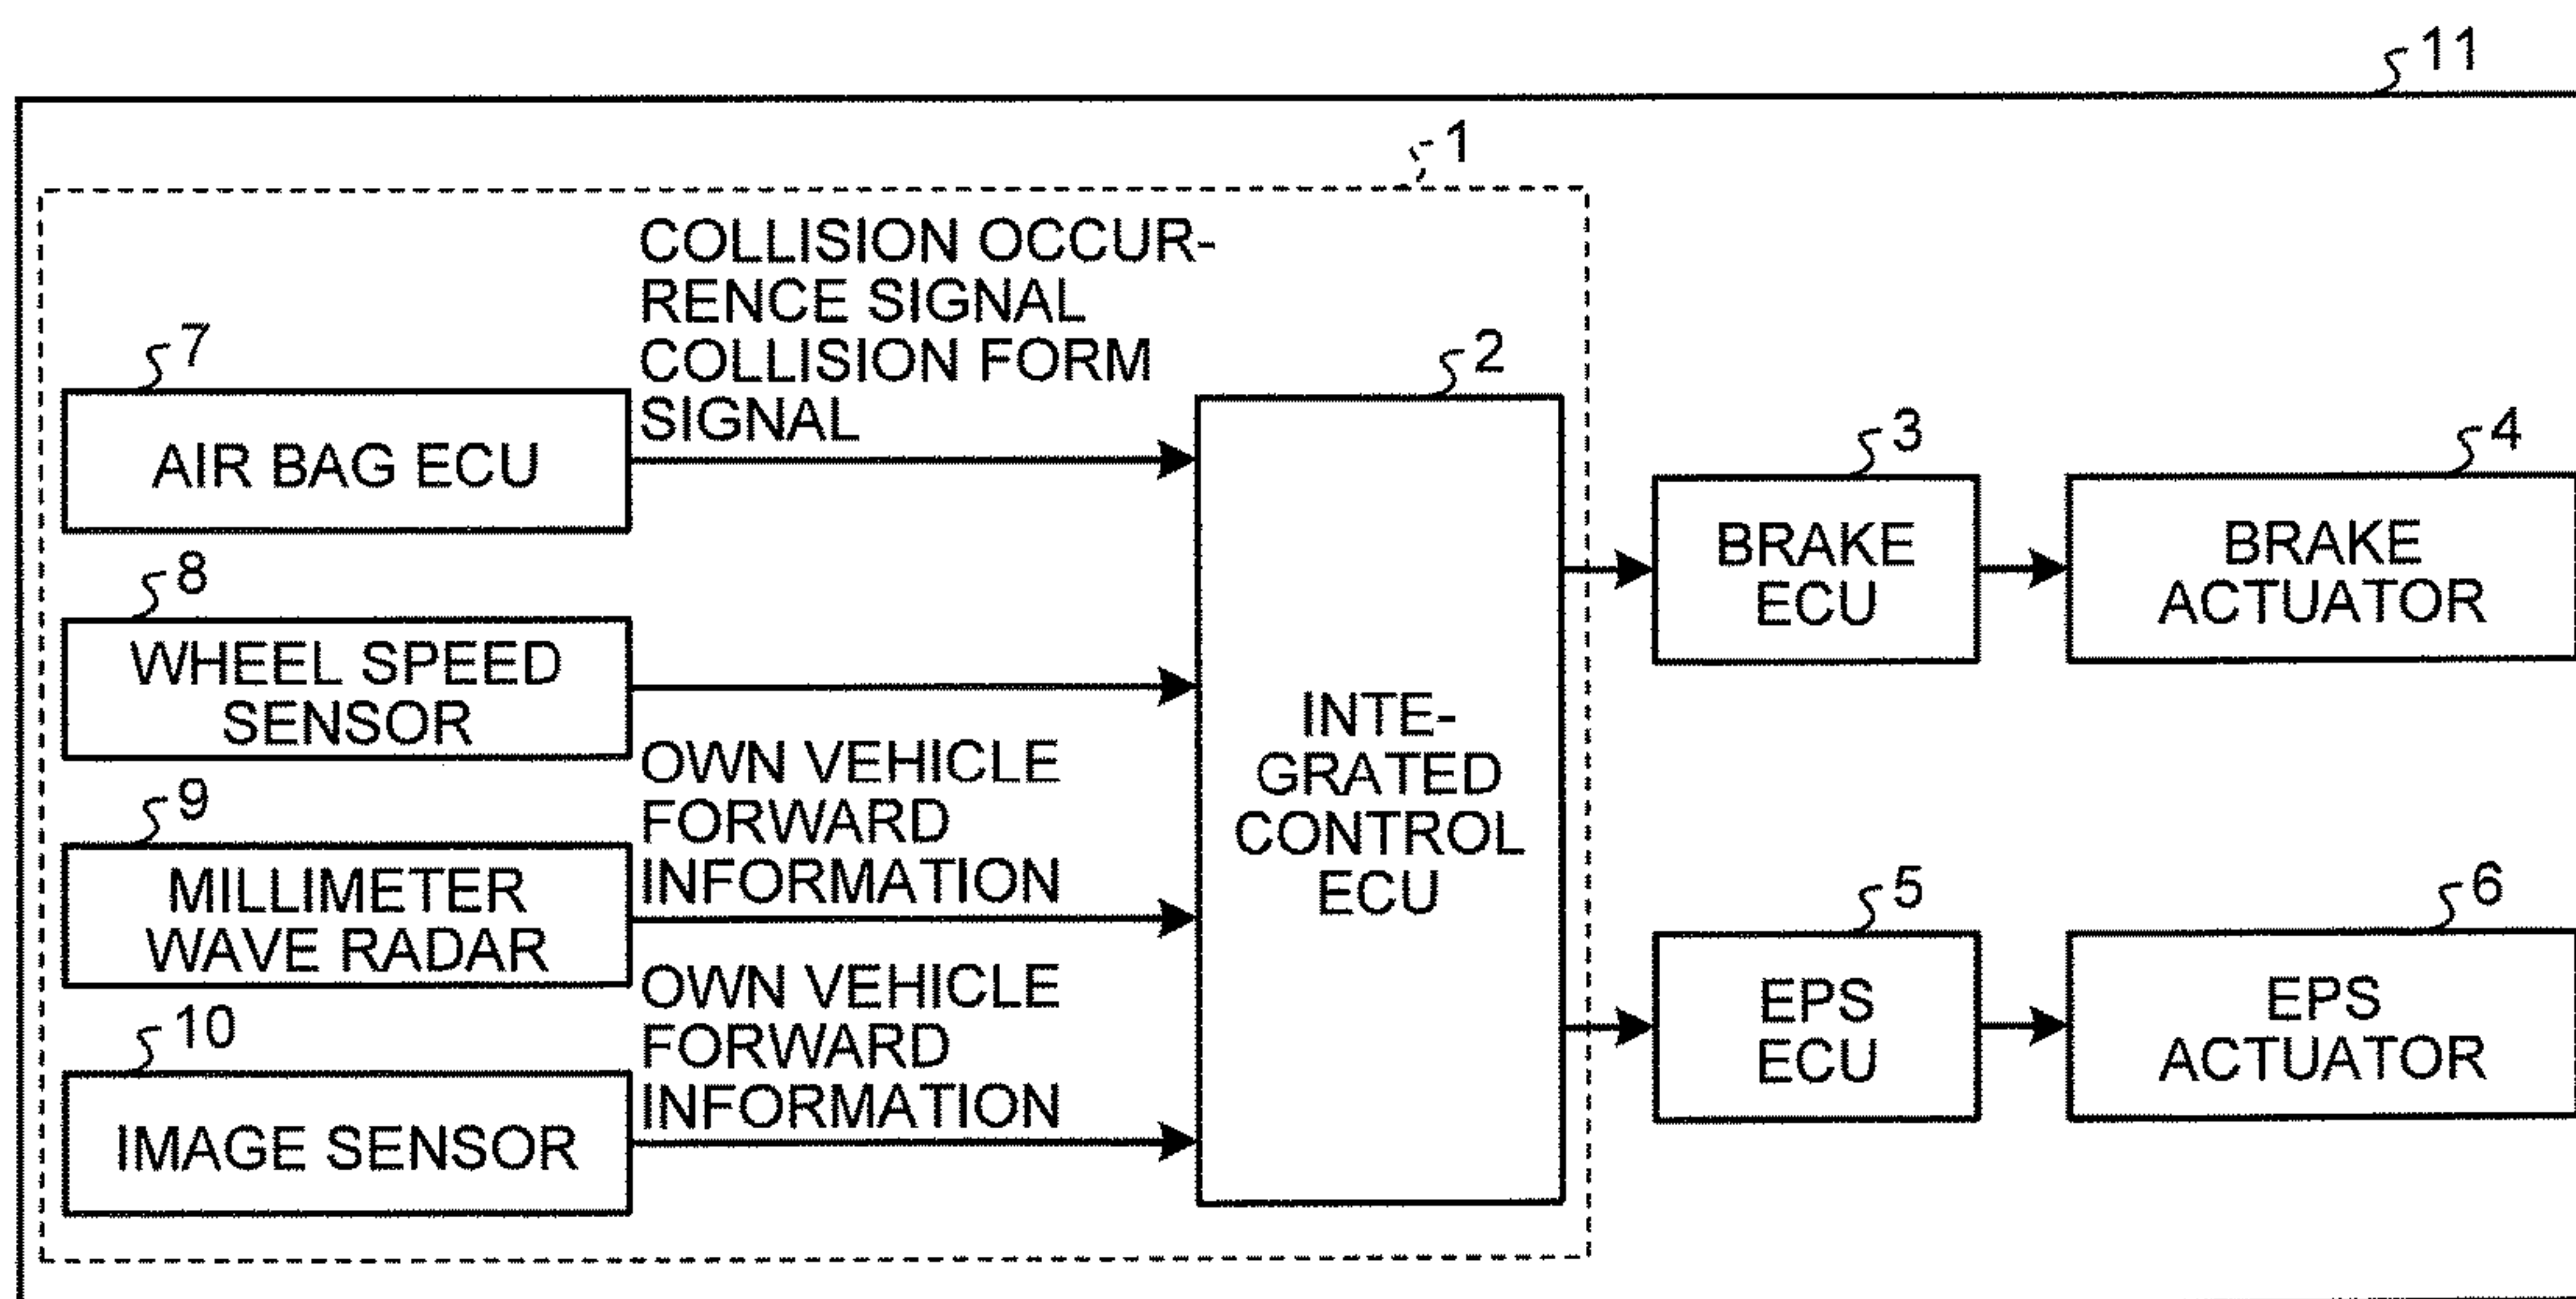 11
1
COLLISION OCCUR-
RENCE SIGNAL
COLLISION FORM
SIGNAL
7
AIR BAG ECU
2
3
BRAKE
ECU
4
BRAKE
ACTUATOR
8
WHEEL SPEED
SENSOR
INTE-
GRATED
CONTROL
ECU
OWN VEHICLE
FORWARD
INFORMATION
9
MILLIMETER
WAVE RADAR
5
EPS
ECU
6
EPS
ACTUATOR
OWN VEHICLE
FORWARD
INFORMATION
10
IMAGE SENSOR